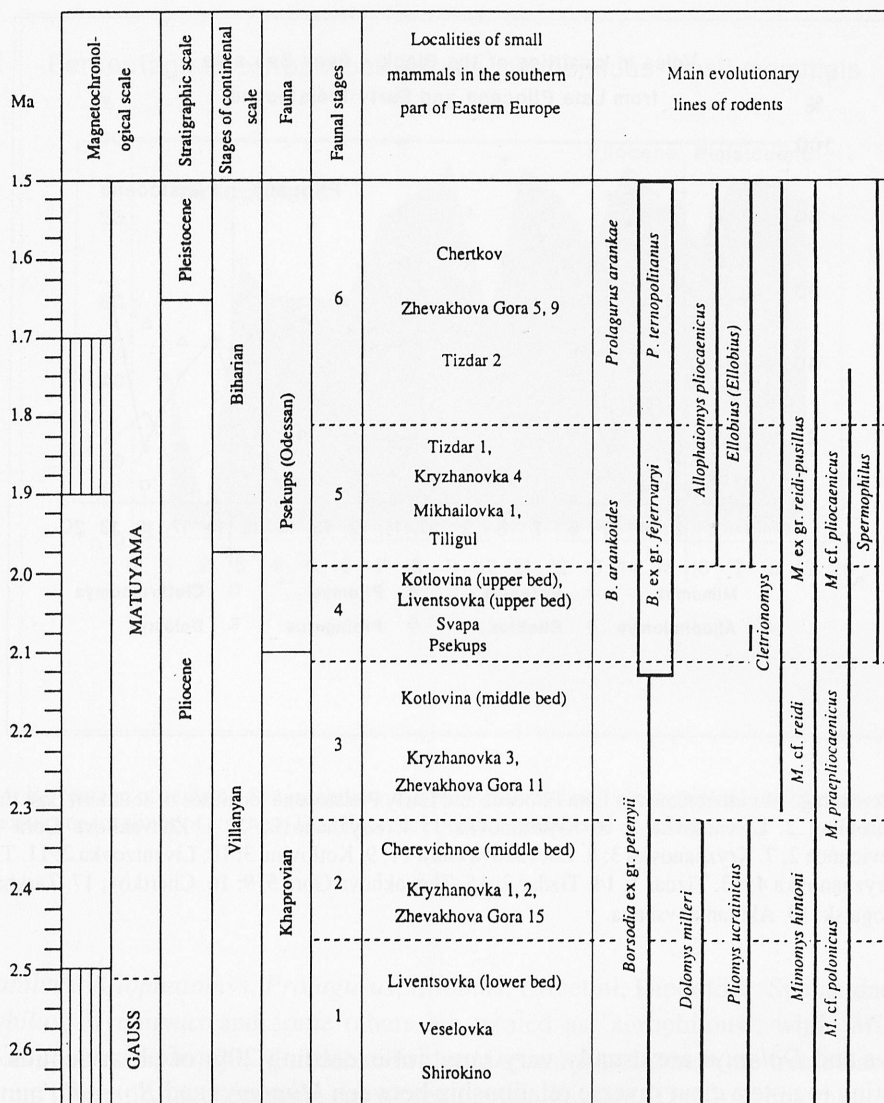 Ma
Magnetochronol-
ogical scale
Stratigraphic scale
Stages of continental
scale
Fauna
Faunal stages
Localities of small
mammals in the southern
part of Eastern Europe
Main evolutionary
lines of rodents
1.5
1.6
1.7
1.8
1.9
2.0
2.1
2.2
2.3
2.4
2.5
2.6
MATUYAMA
GAUSS
Pleistocene
Pliocene
Biharian
Villanyan
Psekups (Odessan)
Khaprovian
6
Chertkov
Zhevakhova Gora 5, 9
Tizdar 2
5
Tizdar 1,
Kryzhanovka 4
Mikhailovka 1,
Tiligul
4
Kotlovina (upper bed),
Liventsovka (upper bed)
Svapa
Psekups
3
Kotlovina (middle bed)
Kryzhanovka 3,
Zhevakhova Gora 11
2
Cherevichnoe (middle bed)
Kryzhanovka 1, 2,
Zhevakhova Gora 15
1
Liventsovka (lower bed)
Veselovka
Shirokino
Prolagurus arankae
P. ternopolitanus
B. arankoides
B. ex gr. fejerrvaryi
Borsodia ex gr. petenyii
Dolomys milleri
Allophaiomys pliocaenicus
Pliomys ucrainicus
Ellobius (Ellobius)
Cletrionomys
M. ex gr. reidi-pusillus
M. cf. reidi
Mimomys hintoni
M. cf. pliocaenicus
M. praepliocaenicus
M. cf. polonicus
Spermophilus